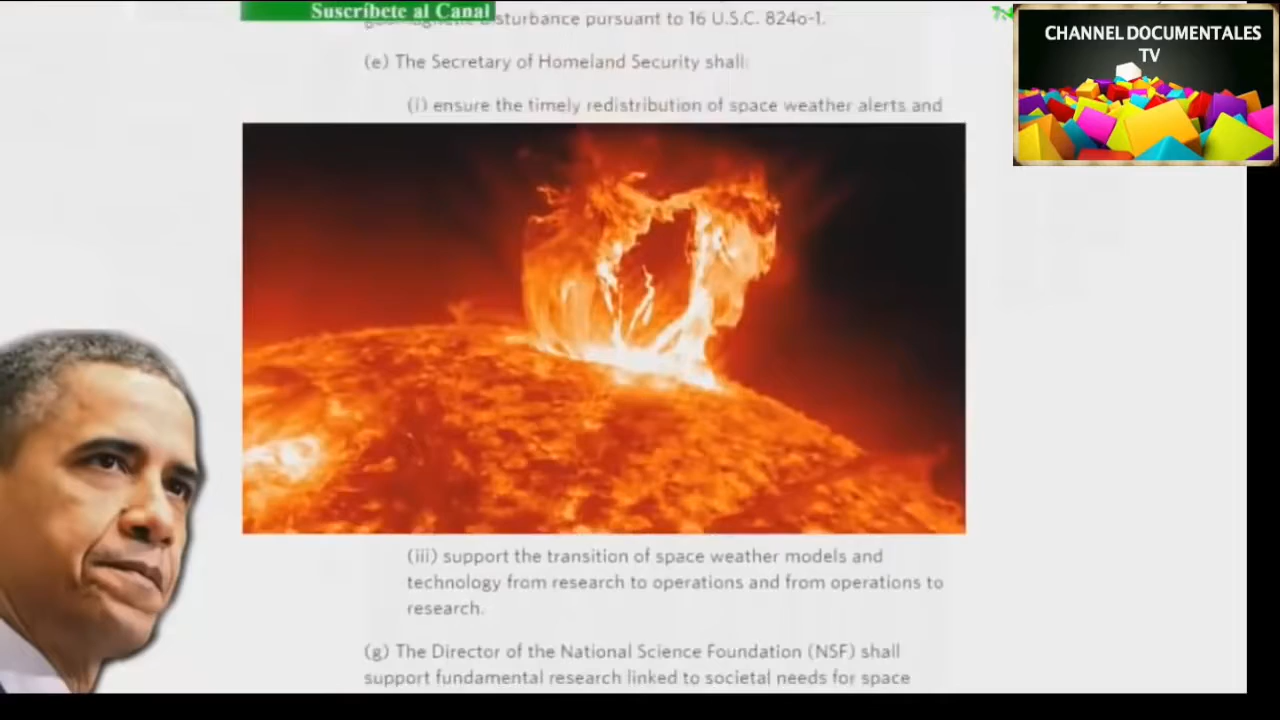 Suscríbete al Canal
disturbance pursuant to 16 U.S.C. 824o-1.
(e) The Secretary of Homeland Security shall:
(i) ensure the timely redistribution of space weather alerts and
CHANNEL DOCUMENTALES
TV
(iii) support the transition of space weather models and
technology from research to operations and from operations to
research.
(g) The Director of the National Science Foundation (NSF) shall
support fundamental research linked to societal needs for space